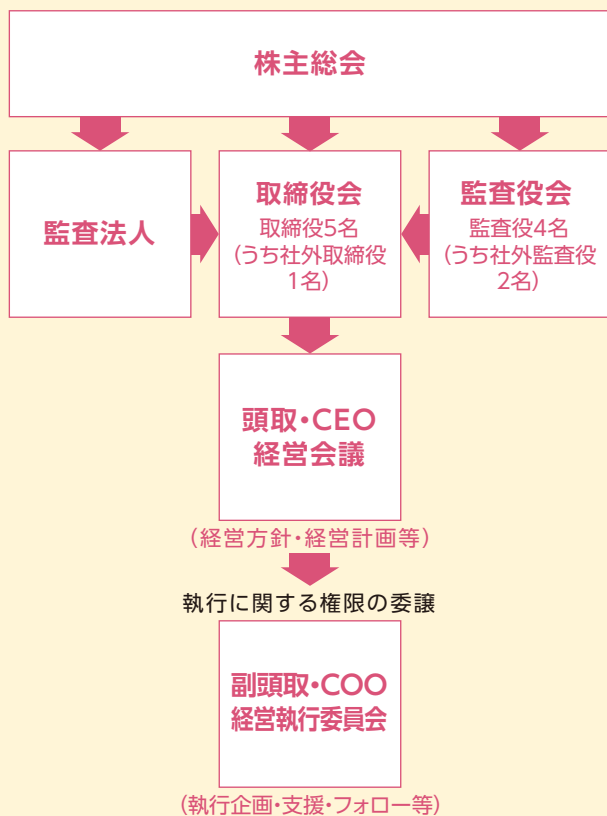 株主総会
監査法人
取締役会
取締役5名
(うち社外取締役
1名)
監査役会
監査役4名
(うち社外監査役
2名)
頭取・CEO
経営会議
(経営方針・経営計画等)
執行に関する権限の委譲
副頭取・COO
経営執行委員会
(執行企画・支援・フォロー等)